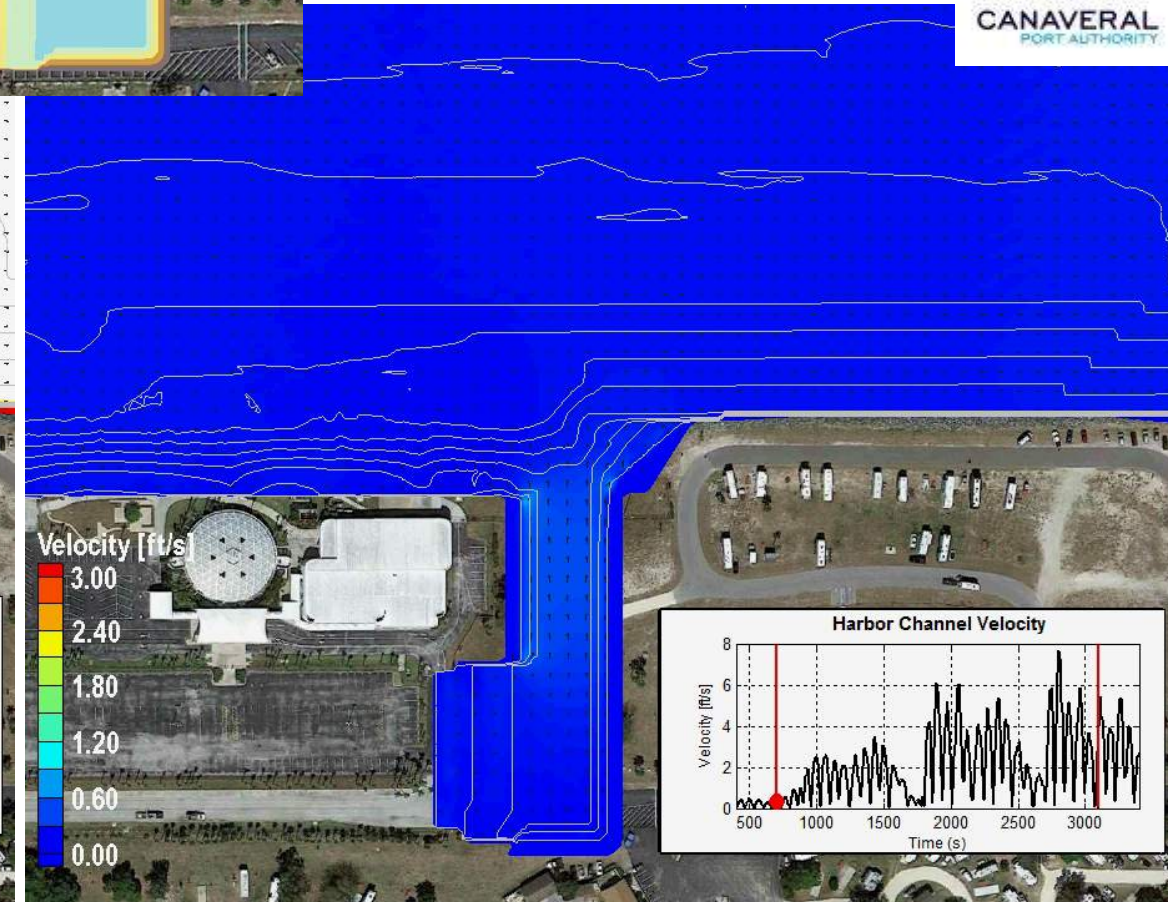 CANAVERAL
PORT AUTHORITY
Velocity [ft/s]
3.00
2.40
1.80
1.20
0.60
0.00
Harbor Channel Velocity
Velocity [ft/s]
8
6
4
2
0
500 1000 1500 2000 2500 3000
Time (s)